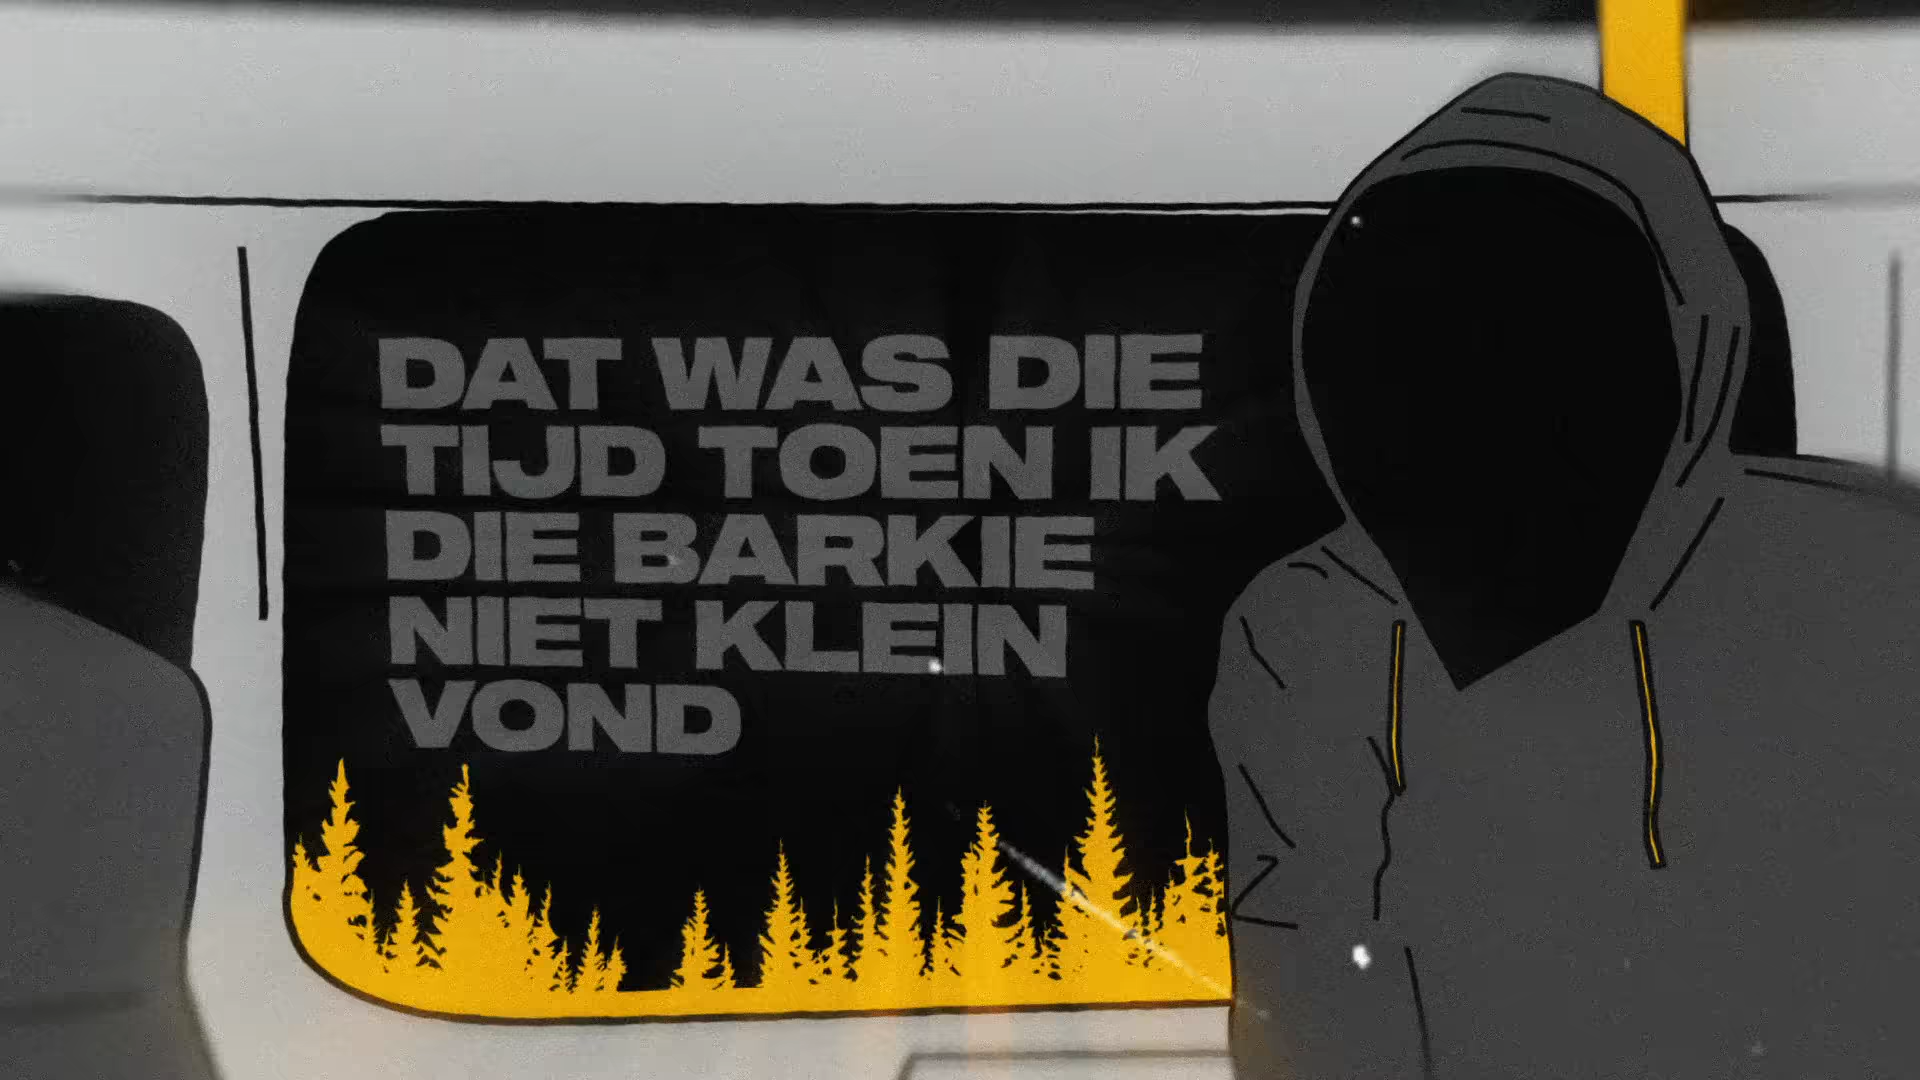 DAT WAS DIE
TIJD TOEN IK
DIE BARKIE
NIET KLEIN
VOND